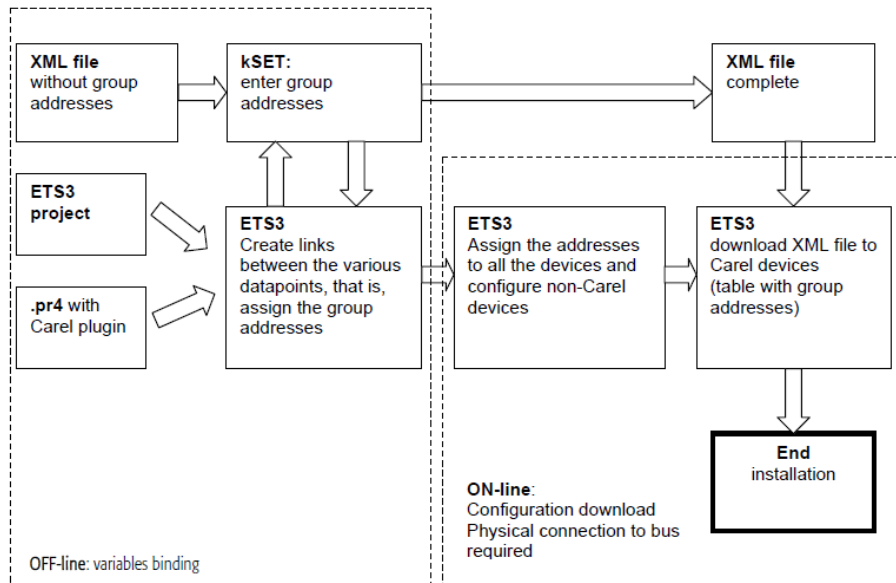 XML file
without group
addresses
kSET:
enter group
addresses
XML file
complete
ETS3
project
.pr4 with
Carel plugin
ETS3
Create links
between the various
datapoints, that is,
assign the group
addresses
ETS3
Assign the addresses
to all the devices and
configure non-Carel
devices
ETS3
download XML file to
Carel devices
(table with group
addresses)
End
installation
ON-line:
Configuration download
Physical connection to bus
required
OFF-line: variables binding